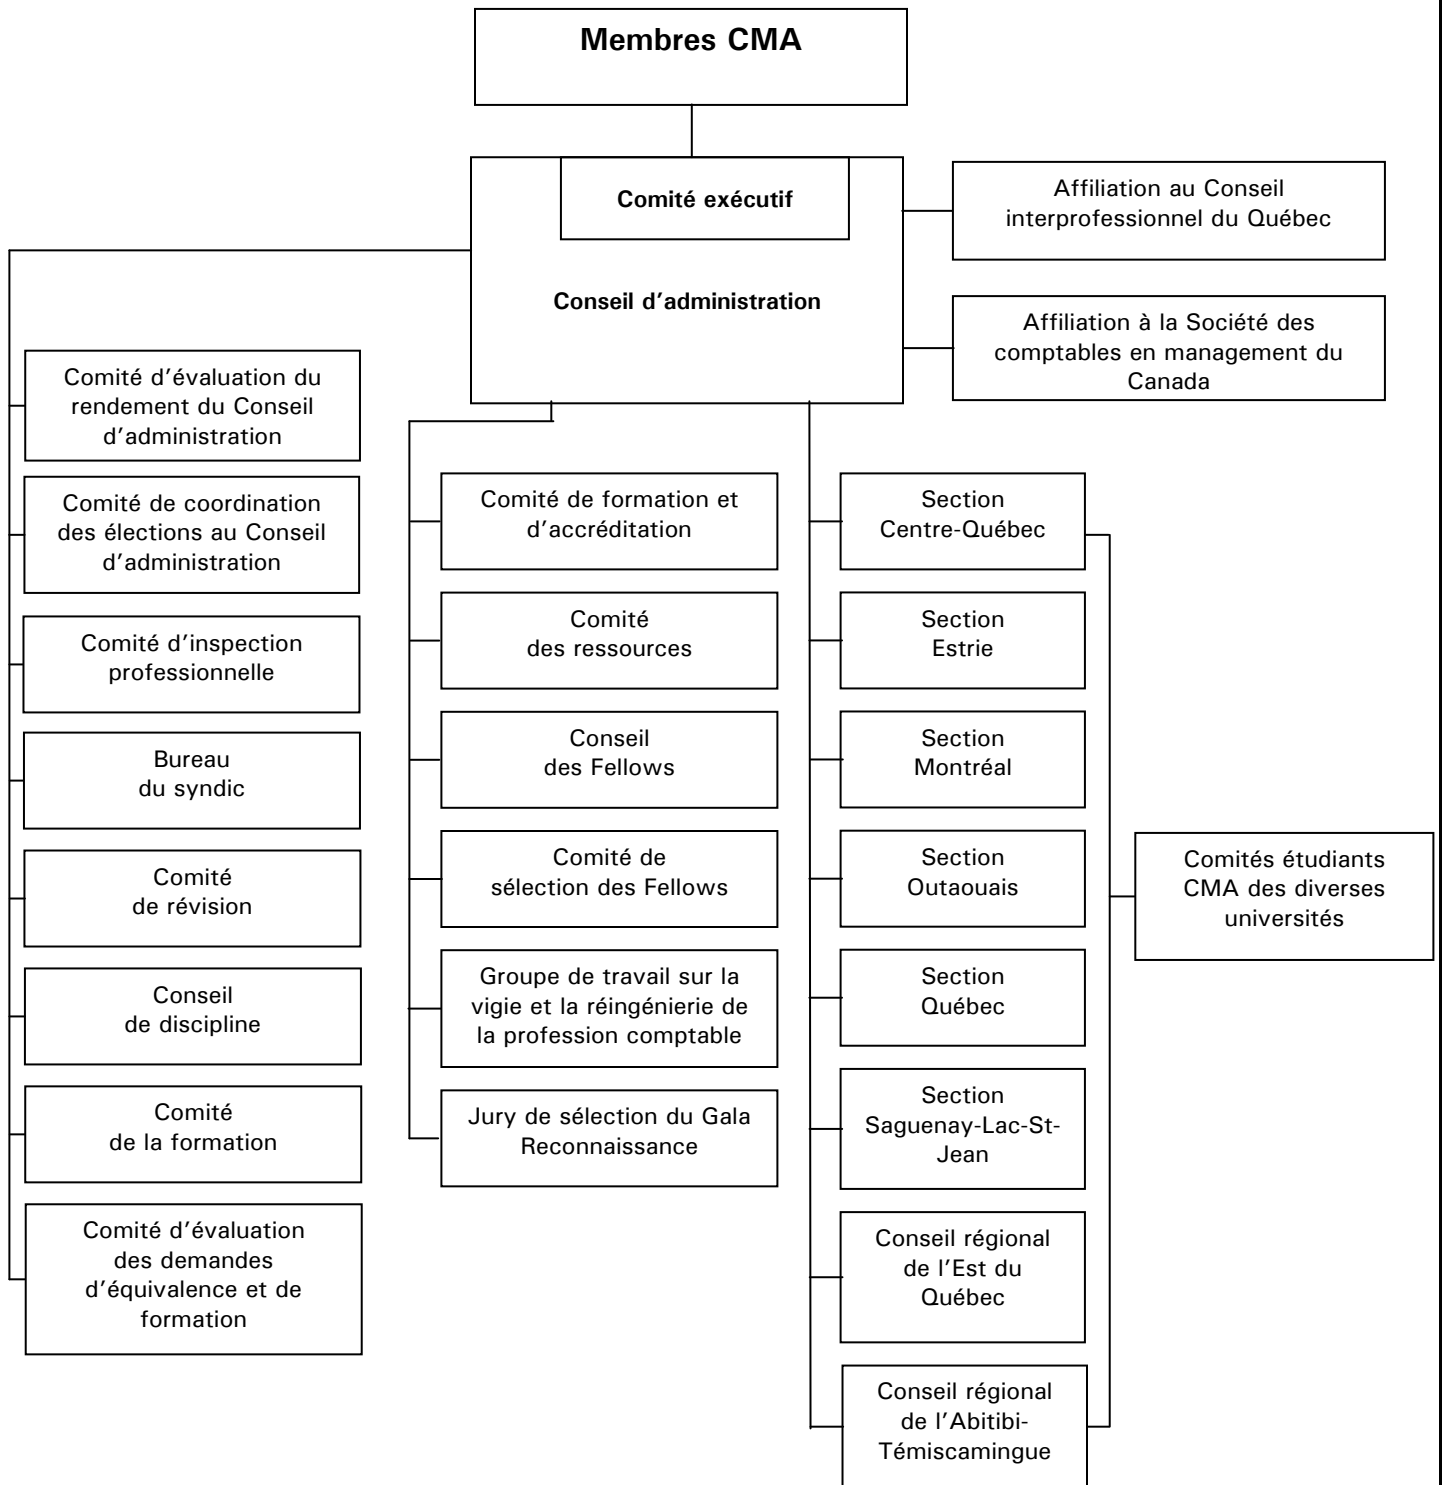 Membres CMA
Comité exécutif
Conseil d'administration
Affiliation au Conseil
interprofessionnel du Québec
Affiliation à la Société des
comptables en management du
Canada
Comité d'évaluation du
rendement du Conseil
d'administration
Comité de coordination
des élections au Conseil
d'administration
Comité d'inspection
professionnelle
Bureau
du syndic
Comité
de révision
Conseil
de discipline
Comité
de la formation
Comité d'évaluation
des demandes
d'équivalence et de
formation
Comité de formation et
d'accréditation
Comité
des ressources
Conseil
des Fellows
Comité de
sélection des Fellows
Groupe de travail sur la
vigie et la réingénierie de
la profession comptable
Jury de sélection du Gala
Reconnaissance
Section
Centre-Québec
Section
Estrie
Section
Montréal
Section
Outaouais
Section
Québec
Section
Saguenay-Lac-St-
Jean
Conseil régional
de l'Est du
Québec
Conseil régional
de l'Abitibi-
Témiscamingue
Comités étudiants
CMA des diverses
universités